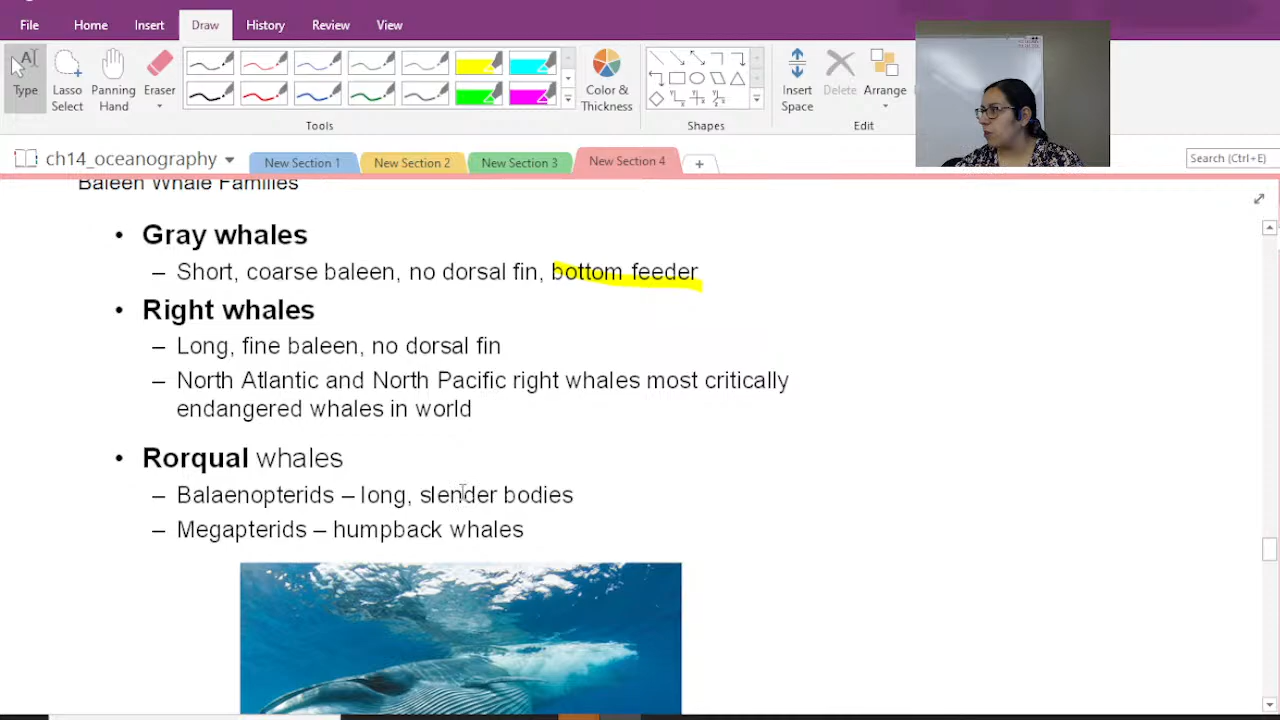 File Home Insert Draw History Review View
Type
Lasso Select
Panning Hand
Eraser
Color & Thickness
Insert Space
Delete
Arrange
Tools
Shapes
Edit
ch14_oceanography
New Section 1
New Section 2
New Section 3
New Section 4
+
Search (Ctrl+E)
Baleen Whale Families
• Gray whales
– Short, coarse baleen, no dorsal fin, bottom feeder
• Right whales
– Long, fine baleen, no dorsal fin
– North Atlantic and North Pacific right whales most critically
endangered whales in world
• Rorqual whales
– Balaenopterids – long, slender bodies
– Megapterids – humpback whales